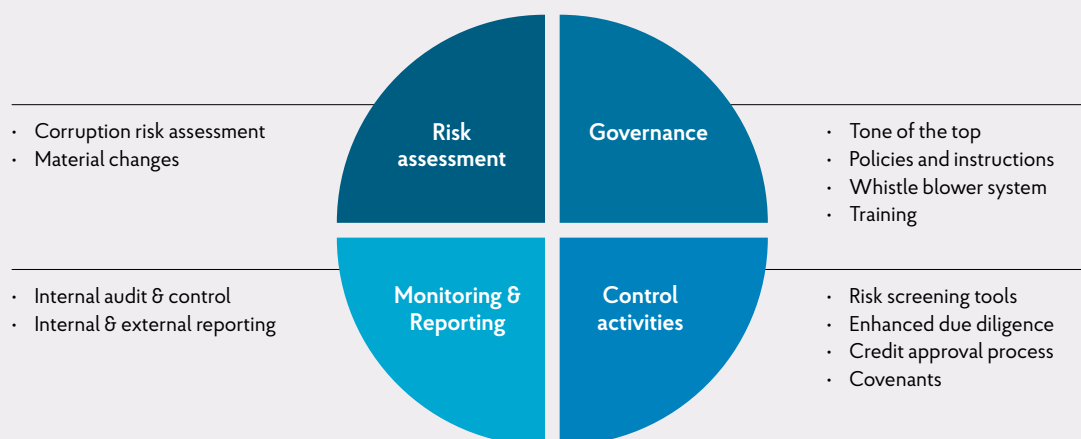 Risk
assessment
· Corruption risk assessment
· Material changes
Governance
· Tone of the top
· Policies and instructions
· Whistle blower system
· Training
Monitoring &
Reporting
· Internal audit & control
· Internal & external reporting
Control
activities
· Risk screening tools
· Enhanced due diligence
· Credit approval process
· Covenants